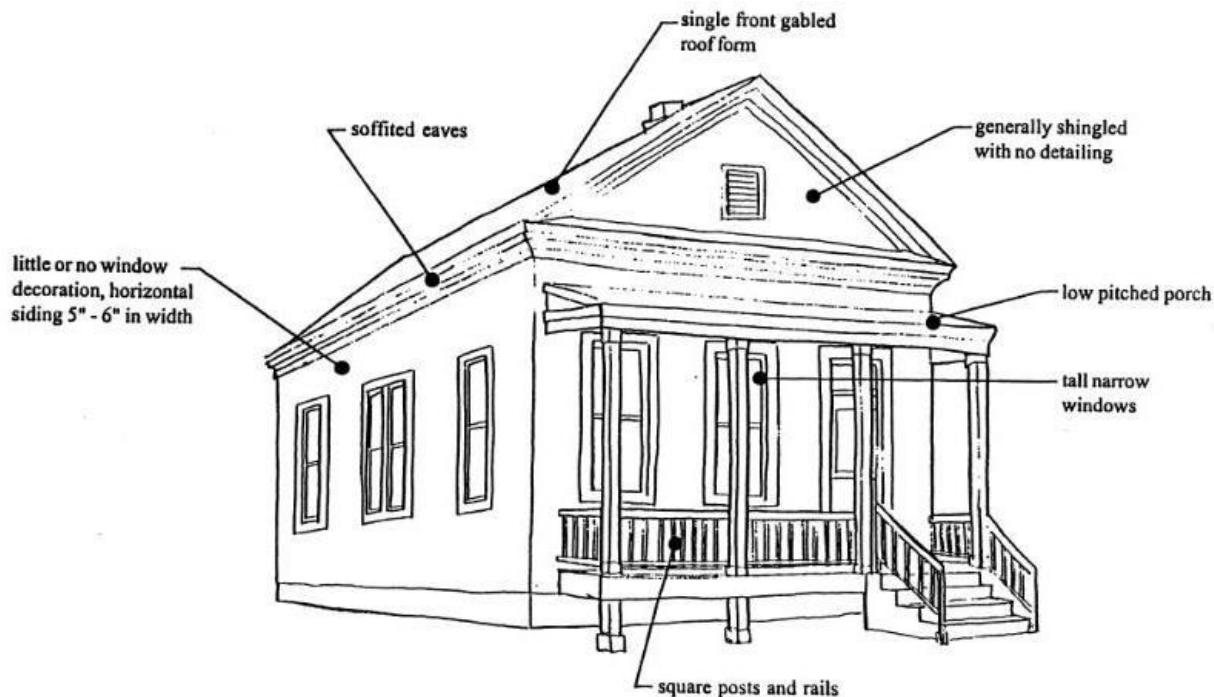 single front gabled
roof form
soffited eaves
generally shingled
with no detailing
little or no window
decoration, horizontal
siding 5" - 6" in width
low pitched porch
tall narrow
windows
square posts and rails